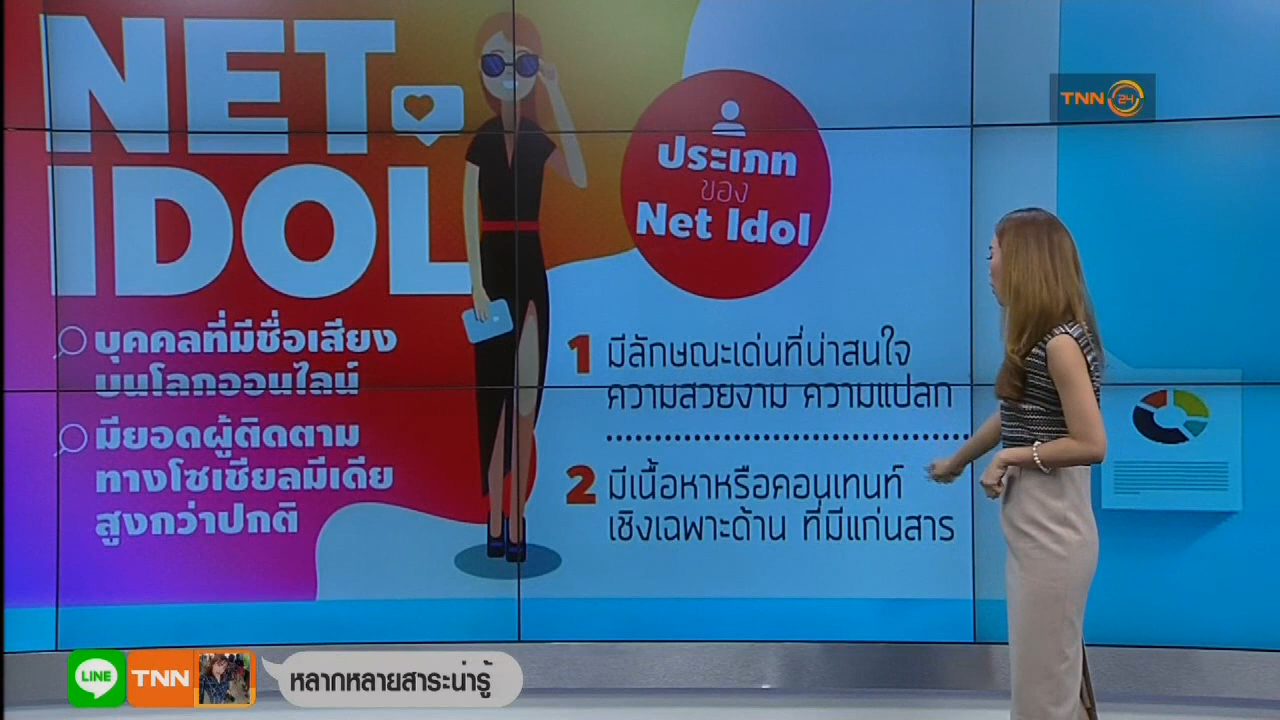 NET
IDOL
บุคคลที่มีชื่อเสียง
บนโลกออนไลน์
มียอดผู้ติดตาม
ทางโซเชียลมีเดีย
สูงกว่าปกติ
ประเภท
ของ
Net Idol
1 มีลักษณะเด่นที่น่าสนใจ
ความสวยงาม ความแปลก
2 มีเนื้อหาหรือคอนเทนท์
เชิงเฉพาะด้าน ที่มีแก่นสาร
TNN 24
LINE TNN หลากหลายสาระน่ารู้